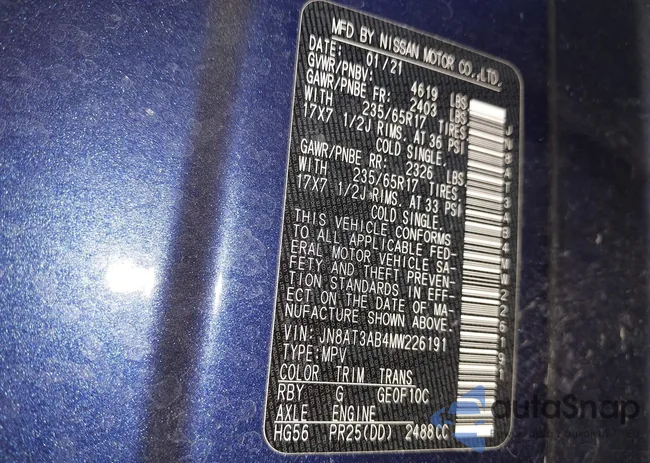 MFD BY NISSAN MOTOR CO.,LTD.
DATE: 01/21
GVWR/PNBV: 4619 LBS
GAWR/PNBE FR: 2403 LBS
WITH 235/65R17 TIRES.
17X7 1/2J RIMS. AT 36 PSI
COLD SINGLE.
GAWR/PNBE RR: 2326 LBS
WITH 235/65R17 TIRES.
17X7 1/2J RIMS. AT 33 PSI
COLD SINGLE.
THIS VEHICLE CONFORMS
TO ALL APPLICABLE FED-
ERAL MOTOR VEHICLE SA-
FETY AND THEFT PREVEN-
TION STANDARDS IN EFF-
ECT ON THE DATE OF MA-
NUFACTURE SHOWN ABOVE.
VIN: JN8AT3AB4MW226191
TYPE:MPV
COLOR TRIM TRANS
RBY G GEOF10C
AXLE ENGINE
HG56 PR25(DD) 2488CC
JN8AT3AB4MW226191
autoSnap